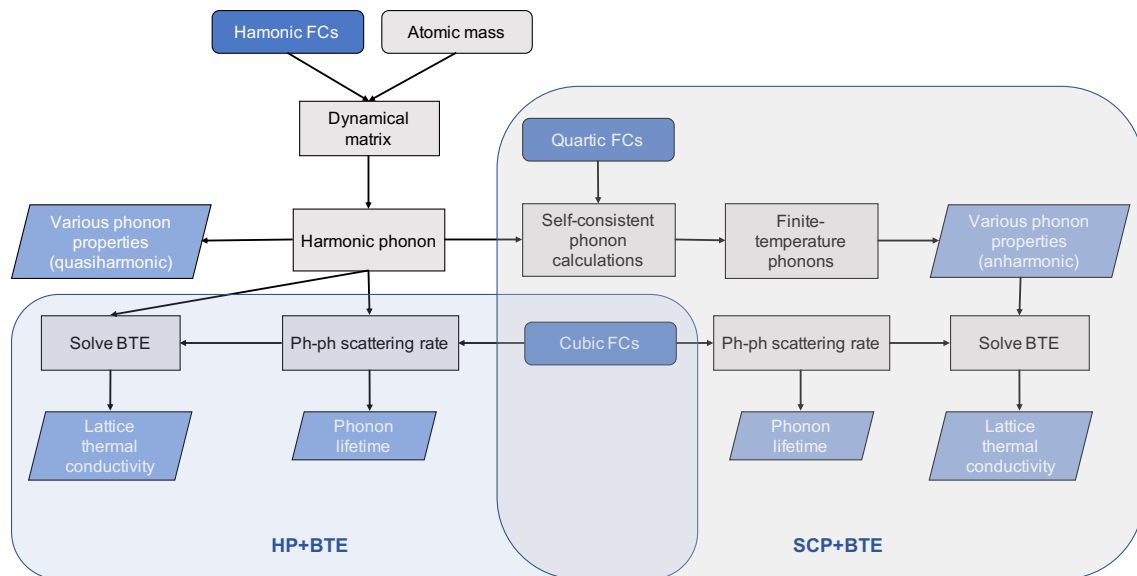 Hamonic FCs
Atomic mass
Dynamical
matrix
Quartic FCs
Various phonon
properties
(quasiharmonic)
Harmonic phonon
Self-consistent
phonon
calculations
Finite-
temperature
phonons
Various phonon
properties
(anharmonic)
Solve BTE
Ph-ph scattering rate
Cubic FCs
Ph-ph scattering rate
Solve BTE
Lattice
thermal
conductivity
Phonon
lifetime
Phonon
lifetime
Lattice
thermal
conductivity
HP+BTE
SCP+BTE